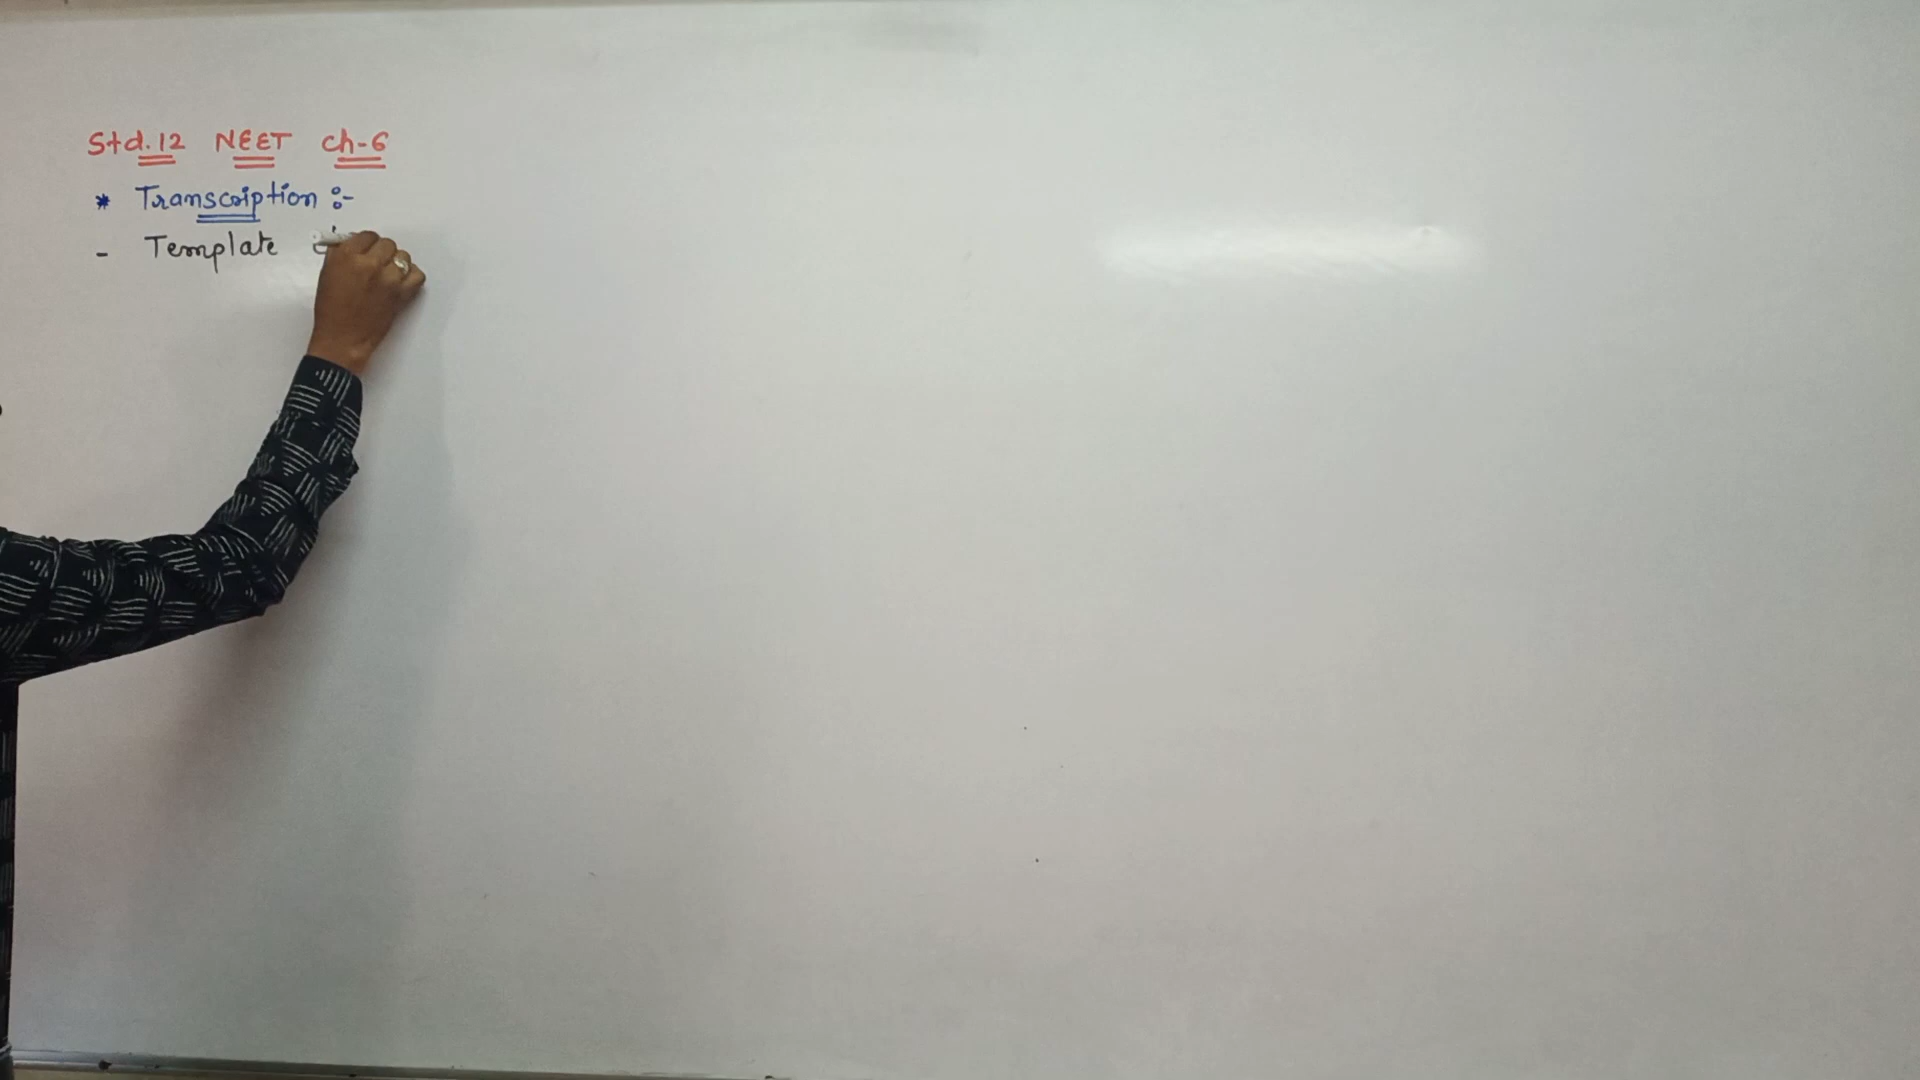 Std.12 NEET Ch-6
* Transcription :-
- Template